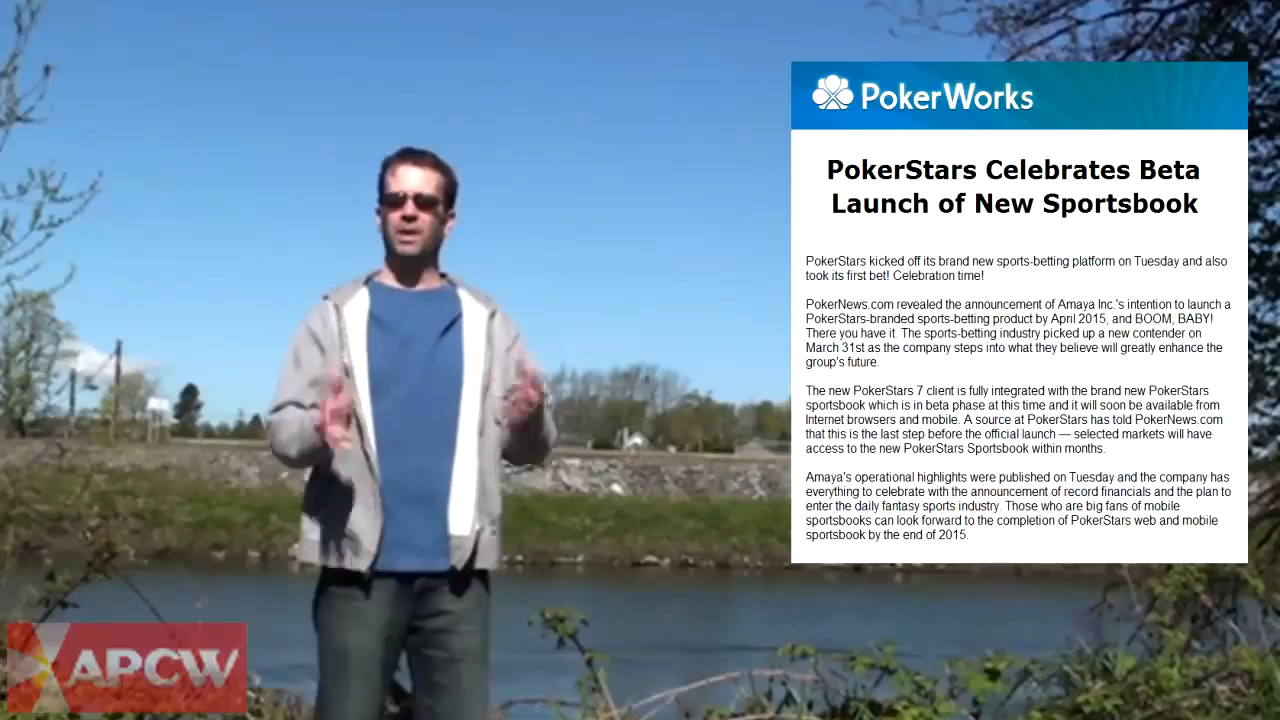 PokerWorks
PokerStars Celebrates Beta
Launch of New Sportsbook
PokerStars kicked off its brand new sports-betting platform on Tuesday and also
took its first bet! Celebration time!
PokerNews.com revealed the announcement of Amaya Inc.'s intention to launch a
PokerStars-branded sports-betting product by April 2015, and BOOM, BABY!
There you have it. The sports-betting industry picked up a new contender on
March 31st as the company steps into what they believe will greatly enhance the
group's future.
The new PokerStars 7 client is fully integrated with the brand new PokerStars
sportsbook which is in beta phase at this time and it will soon be available from
Internet browsers and mobile. A source at PokerStars has told PokerNews.com
that this is the last step before the official launch — selected markets will have
access to the new PokerStars Sportsbook within months.
Amaya's operational highlights were published on Tuesday and the company has
everything to celebrate with the announcement of record financials and the plan to
enter the daily fantasy sports industry. Those who are big fans of mobile
sportsbooks can look forward to the completion of PokerStars web and mobile
sportsbook by the end of 2015.
APCW